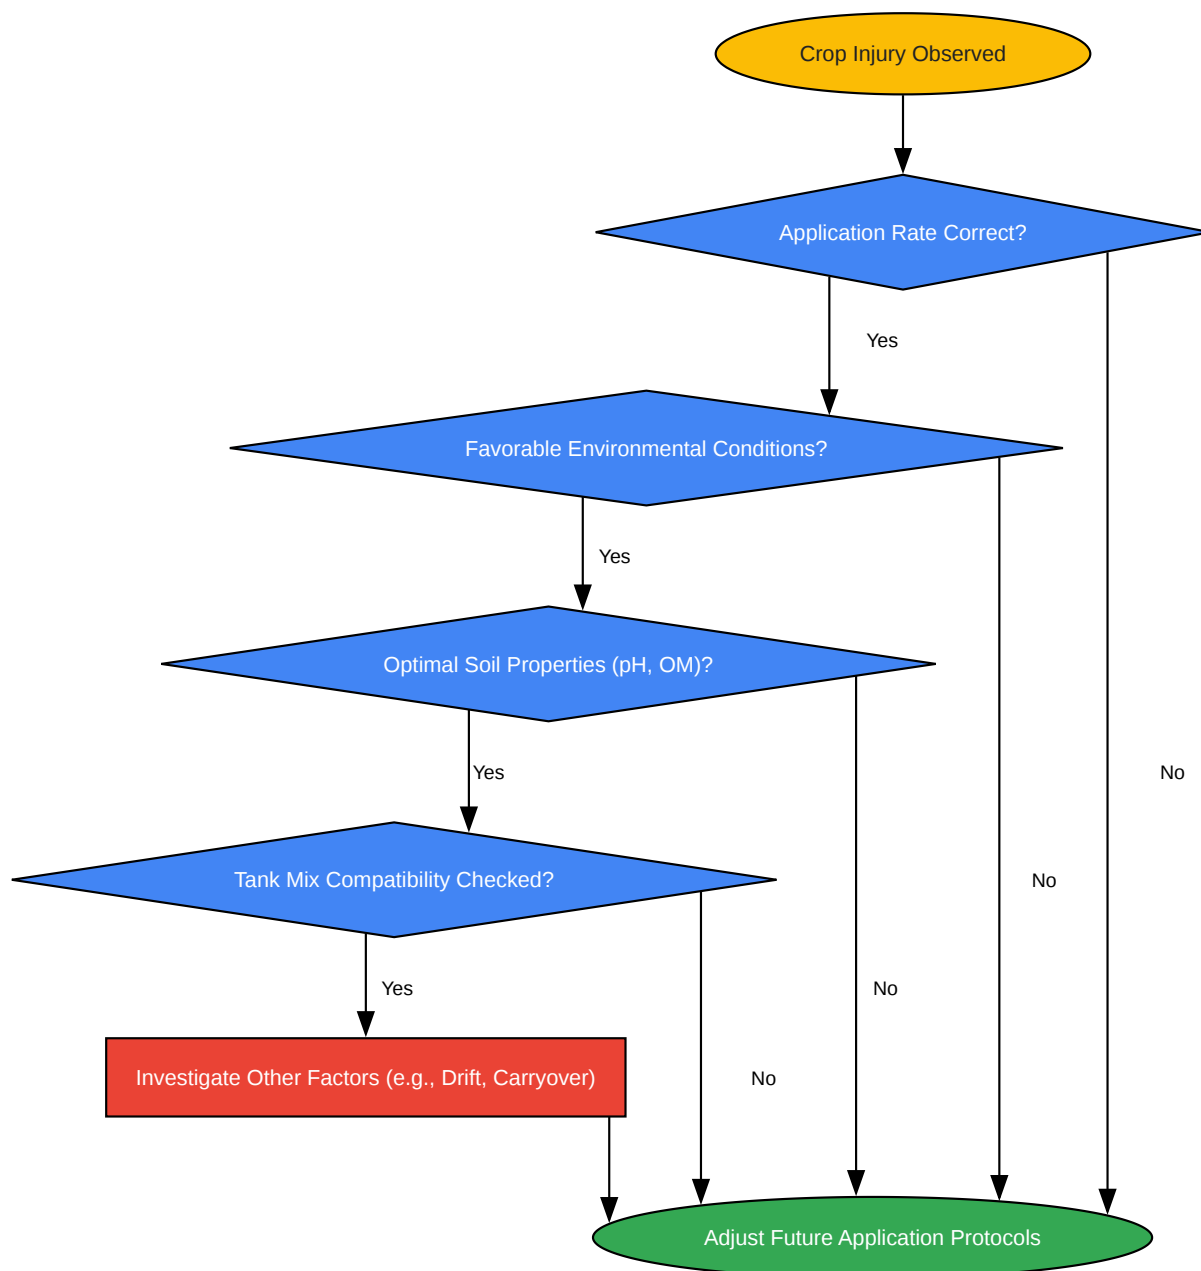 Crop Injury Observed
Application Rate Correct?
Yes
Favorable Environmental Conditions?
Yes
Optimal Soil Properties (pH, OM)?
Yes
No
Tank Mix Compatibility Checked?
No
Yes
No
Investigate Other Factors (e.g., Drift, Carryover)
No
Adjust Future Application Protocols